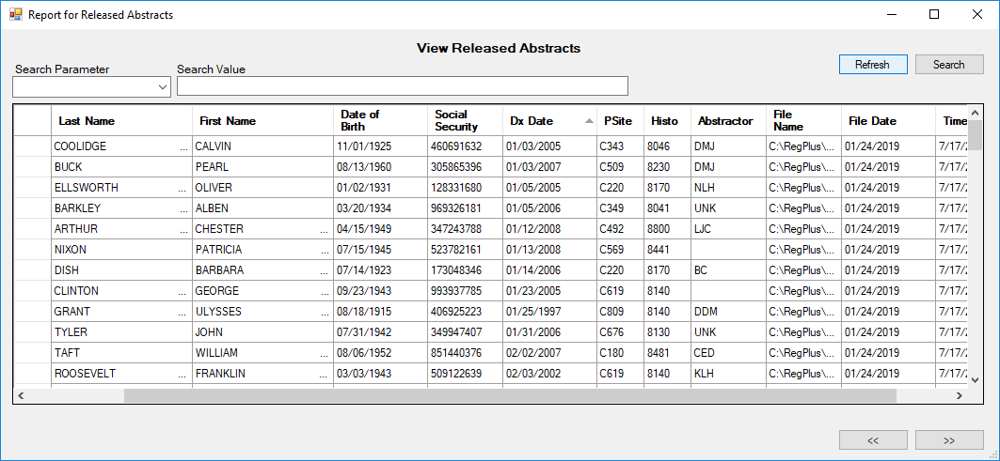 Report for Released Abstracts
View Released Abstracts
Search Parameter Search Value Refresh Search
Last Name First Name Date of Birth Social Security Dx Date PSite Histo Abstractor File Name File Date Time
COOLIDGE ... CALVIN 11/01/1925 460691632 01/03/2005 C343 8046 DMJ C:\RegPlus\... 01/24/2019 7/17/2
BUCK PEARL 08/13/1960 305865396 01/03/2007 C509 8230 DMJ C:\RegPlus\... 01/24/2019 7/17/2
ELLSWORTH ... OLIVER 01/02/1931 128331680 01/05/2005 C220 8170 NLH C:\RegPlus\... 01/24/2019 7/17/2
BARKLEY ... ALBEN 03/20/1934 969326181 01/05/2006 C349 8041 UNK C:\RegPlus\... 01/24/2019 7/17/2
ARTHUR ... CHESTER ... 04/15/1949 347243788 01/12/2008 C492 8800 LJC C:\RegPlus\... 01/24/2019 7/17/2
NIXON PATRICIA ... 07/15/1945 523782161 01/13/2008 C569 8441 C:\RegPlus\... 01/24/2019 7/17/2
DISH BARBARA ... 07/14/1923 173048346 01/14/2006 C220 8170 BC C:\RegPlus\... 01/24/2019 7/17/2
CLINTON ... GEORGE ... 09/23/1943 993937785 01/23/2005 C619 8140 C:\RegPlus\... 01/24/2019 7/17/2
GRANT ... ULYSSES ... 08/18/1915 406925223 01/25/1997 C809 8140 DDM C:\RegPlus\... 01/24/2019 7/17/2
TYLER JOHN 07/31/1942 349947407 01/31/2006 C676 8130 UNK C:\RegPlus\... 01/24/2019 7/17/2
TAFT ... WILLIAM ... 08/06/1952 851440376 02/02/2007 C180 8481 CED C:\RegPlus\... 01/24/2019 7/17/2
ROOSEVELT ... FRANKLIN ... 03/03/1943 509122639 02/03/2002 C619 8140 KLH C:\RegPlus\... 01/24/2019 7/17/2
<< >>